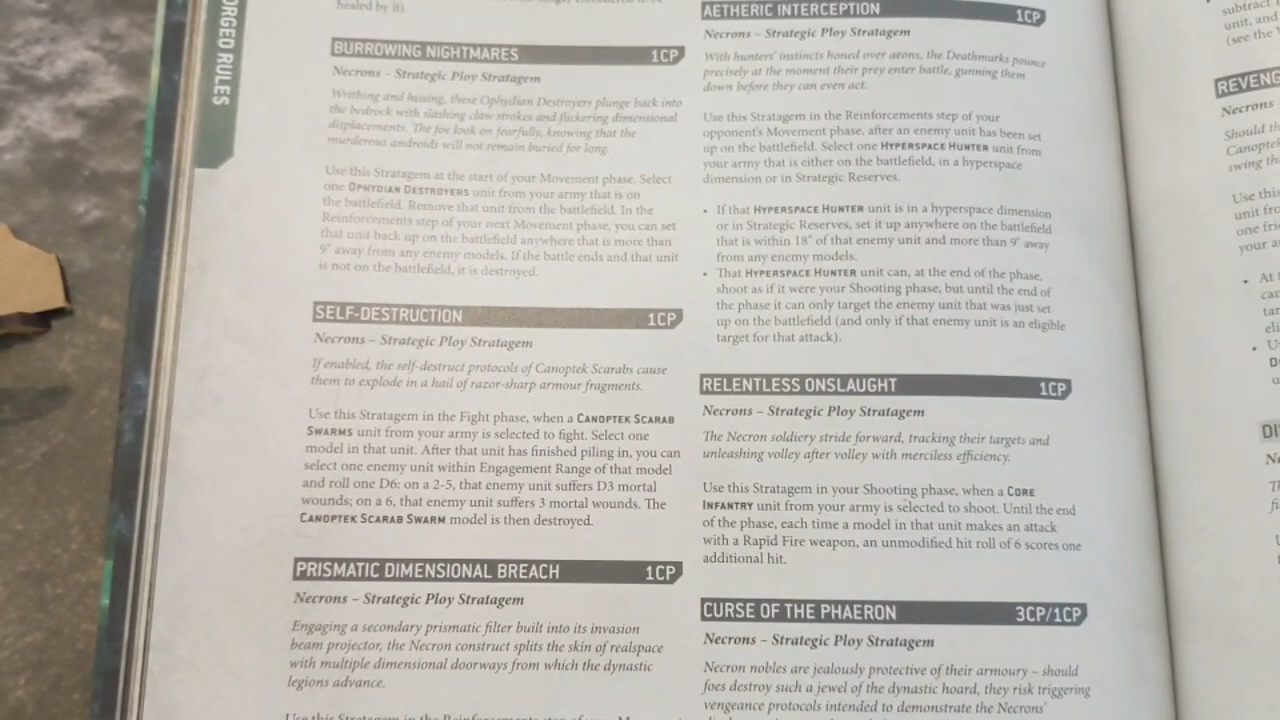 ORGED RULES
healed by it).
BURROWING NIGHTMARES 1CP
Necrons – Strategic Ploy Stratagem
Writhing and hissing, these Ophydian Destroyers plunge back into
the bedrock with slashing claw strokes and flickering dimensional
displacements. The foe look on fearfully, knowing that the
murderous androids will not remain buried for long.
Use this Stratagem at the start of your Movement phase. Select
one OPHYDIAN DESTROYERS unit from your army that is on
the battlefield. Remove that unit from the battlefield. In the
Reinforcements step of your next Movement phase, you can set
that unit back up on the battlefield anywhere that is more than
9" away from any enemy models. If the battle ends and that unit
is not on the battlefield, it is destroyed.
SELF-DESTRUCTION 1CP
Necrons – Strategic Ploy Stratagem
If enabled, the self-destruct protocols of Canoptek Scarabs cause
them to explode in a hail of razor-sharp armour fragments.
Use this Stratagem in the Fight phase, when a CANOPTEK SCARAB
SWARMS unit from your army is selected to fight. Select one
model in that unit. After that unit has finished piling in, you can
select one enemy unit within Engagement Range of that model
and roll one D6: on a 2-5, that enemy unit suffers D3 mortal
wounds; on a 6, that enemy unit suffers 3 mortal wounds. The
CANOPTEK SCARAB SWARM model is then destroyed.
PRISMATIC DIMENSIONAL BREACH 1CP
Necrons – Strategic Ploy Stratagem
Engaging a secondary prismatic filter built into its invasion
beam projector, the Necron construct splits the skin of realspace
with multiple dimensional doorways from which the dynastic
legions advance.
Use this Stratagem in the Reinforcements step of
AETHERIC INTERCEPTION 1CP
Necrons – Strategic Ploy Stratagem
With hunters' instincts honed over aeons, the Deathmarks pounce
precisely at the moment their prey enter battle, gunning them
down before they can even act.
Use this Stratagem in the Reinforcements step of your
opponent's Movement phase, after an enemy unit has been set
up on the battlefield. Select one HYPERSPACE HUNTER unit from
your army that is either on the battlefield, in a hyperspace
dimension or in Strategic Reserves.
• If that HYPERSPACE HUNTER unit is in a hyperspace dimension
or in Strategic Reserves, set it up anywhere on the battlefield
that is within 18" of that enemy unit and more than 9" away
from any enemy models.
• That HYPERSPACE HUNTER unit can, at the end of the phase,
shoot as if it were your Shooting phase, but until the end of
the phase it can only target the enemy unit that was just set
up on the battlefield (and only if that enemy unit is an eligible
target for that attack).
RELENTLESS ONSLAUGHT 1CP
Necrons – Strategic Ploy Stratagem
The Necron soldiery stride forward, tracking their targets and
unleashing volley after volley with merciless efficiency.
Use this Stratagem in your Shooting phase, when a CORE
INFANTRY unit from your army is selected to shoot. Until the end
of the phase, each time a model in that unit makes an attack
with a Rapid Fire weapon, an unmodified hit roll of 6 scores one
additional hit.
CURSE OF THE PHAERON 3CP/1CP
Necrons – Strategic Ploy Stratagem
Necron nobles are jealously protective of their armoury – should
foes destroy such a jewel of the dynastic hoard, they risk triggering
vengeance protocols intended to demonstrate the Necrons'
subtract
unit, and
(see the
REVENG
Necrons
Should th
Canoptek
swing th
Use this
unit fro
one frie
your a
• At
can
tar
eli
• U
D
u
DI
Ne
Th